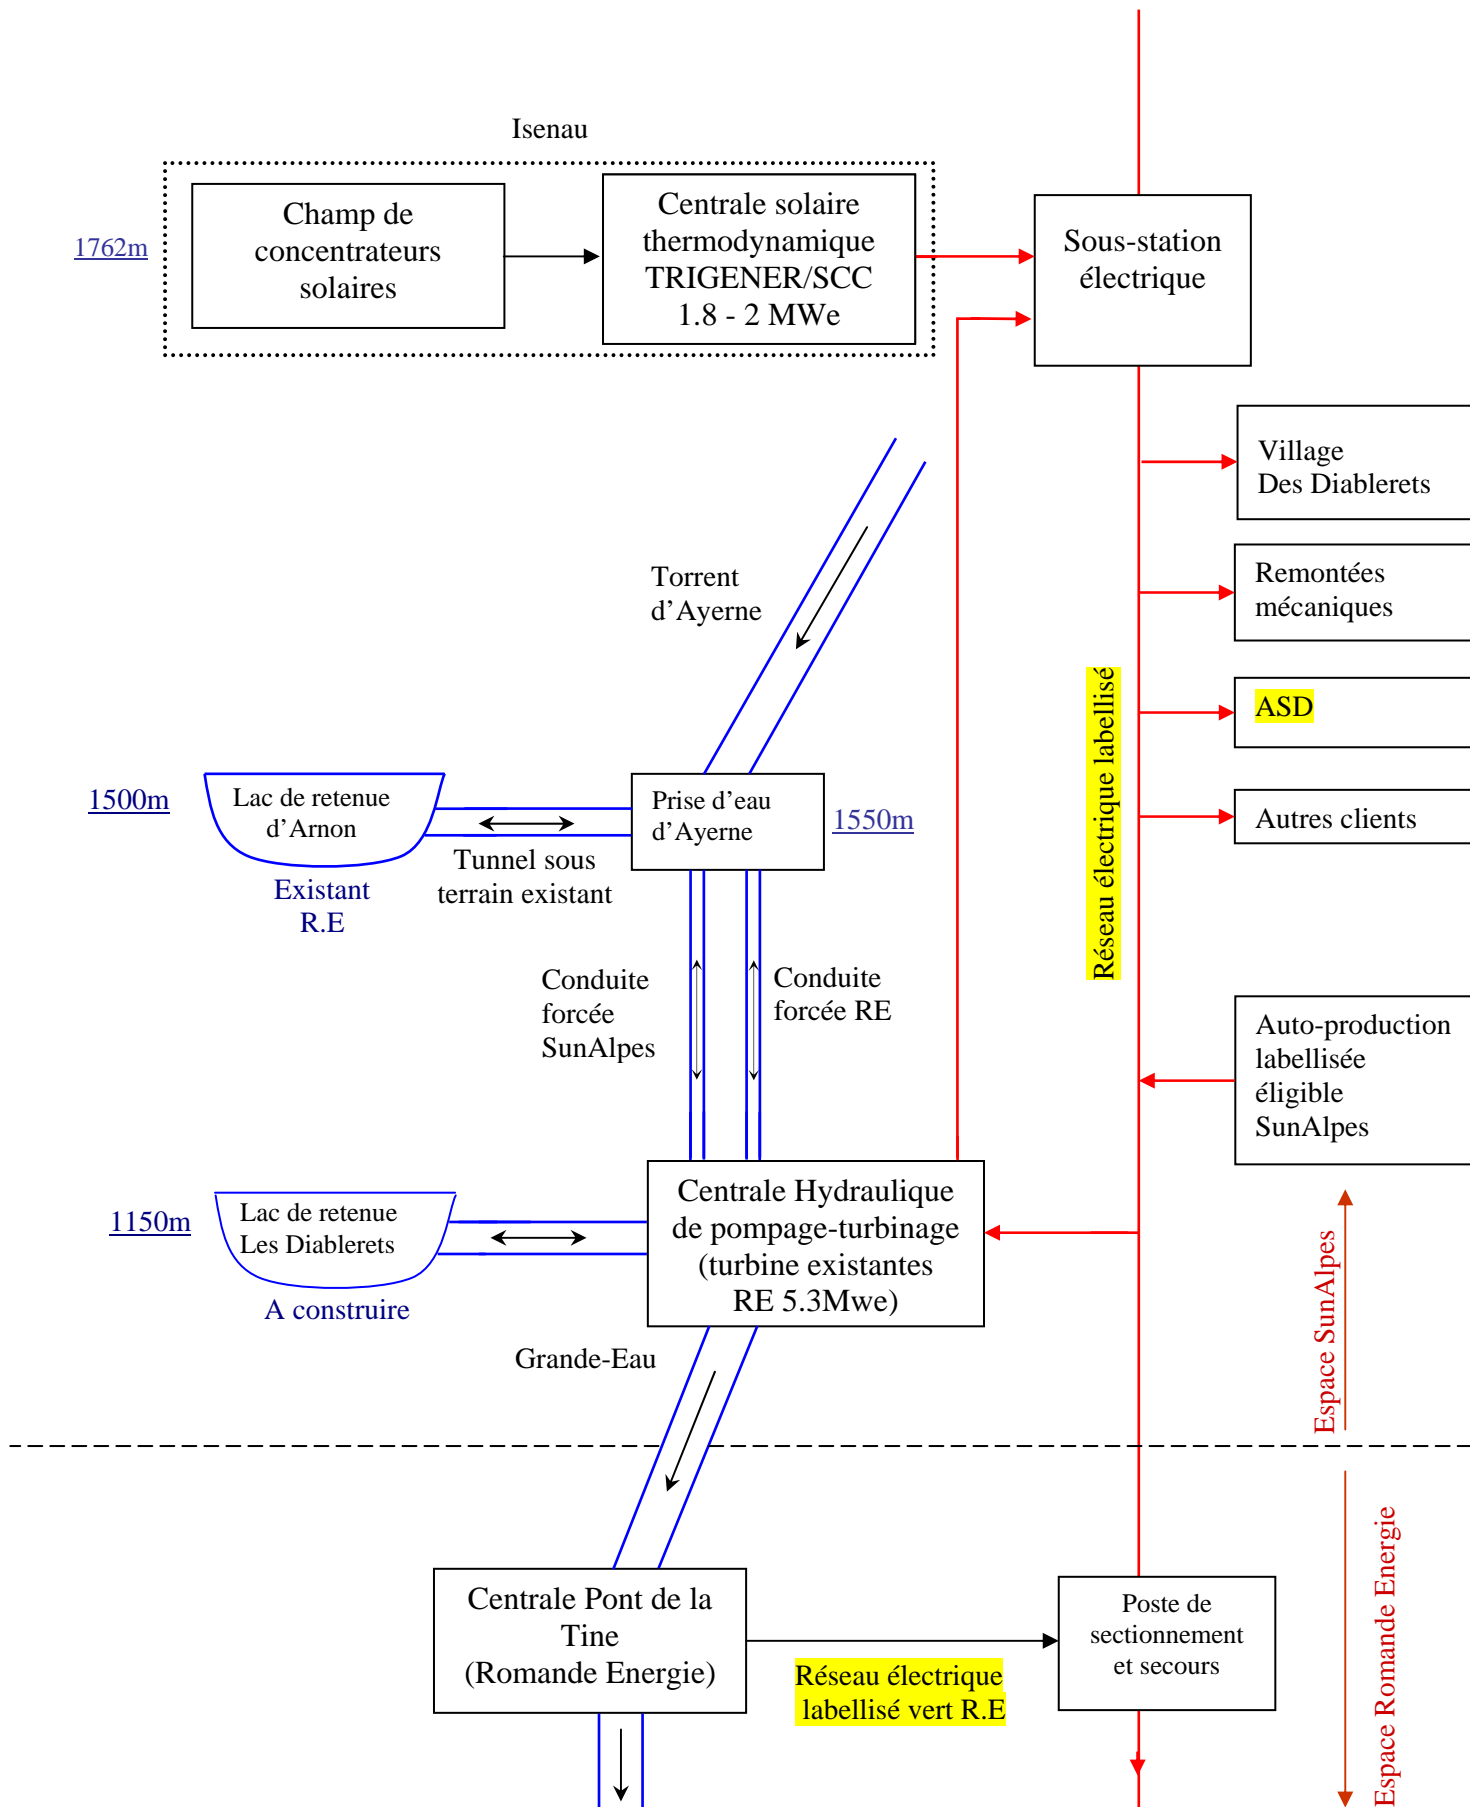 Isenau
1762m
Champ de
concentrateurs
solaires
Centrale solaire
thermodynamique
TRIGENER/SCC
1.8 - 2 MWe
Sous-station
électrique
Village
Des Diablerets
Remontées
mécaniques
ASD
Autres clients
Réseau électrique labellisé
Torrent
d’Ayerne
1500m
Lac de retenue
d’Arnon
Existant
R.E
Tunnel sous
terrain existant
Prise d’eau
d’Ayerne
1550m
Conduite
forcée
SunAlpes
Conduite
forcée RE
Auto-production
labellisée
éligible
SunAlpes
1150m
Lac de retenue
Les Diablerets
A construire
Centrale Hydraulique
de pompage-turbinage
(turbine existantes
RE 5.3Mwe)
Grande-Eau
Espace SunAlpes
Centrale Pont de la
Tine
(Romande Energie)
Réseau électrique
labellisé vert R.E
Poste de
sectionnement
et secours
Espace Romande Energie